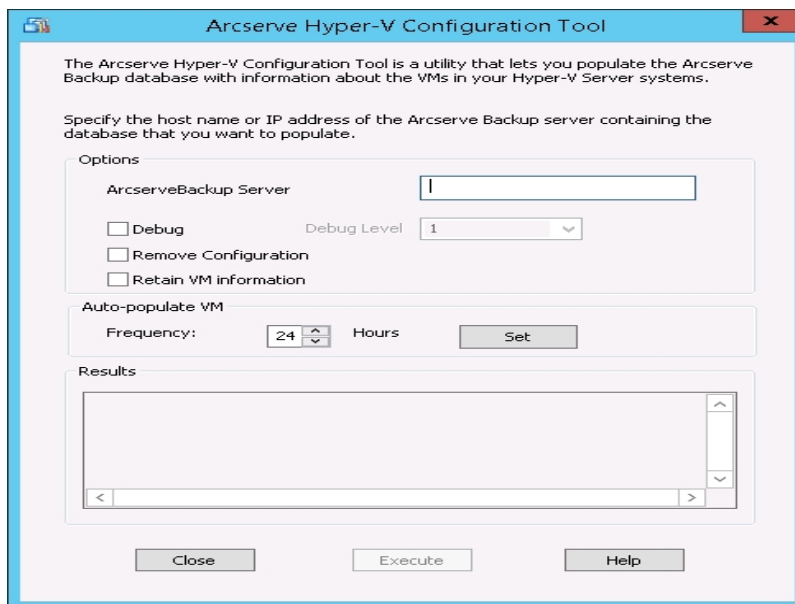 Arcserve Hyper-V Configuration Tool
The Arcserve Hyper-V Configuration Tool is a utility that lets you populate the Arcserve
Backup database with information about the VMs in your Hyper-V Server systems.
Specify the host name or IP address of the Arcserve Backup server containing the
database that you want to populate.
Options
ArcserveBackup Server
Debug Debug Level 1
Remove Configuration
Retain VM information
Auto-populate VM
Frequency: 24 Hours Set
Results
Close Execute Help